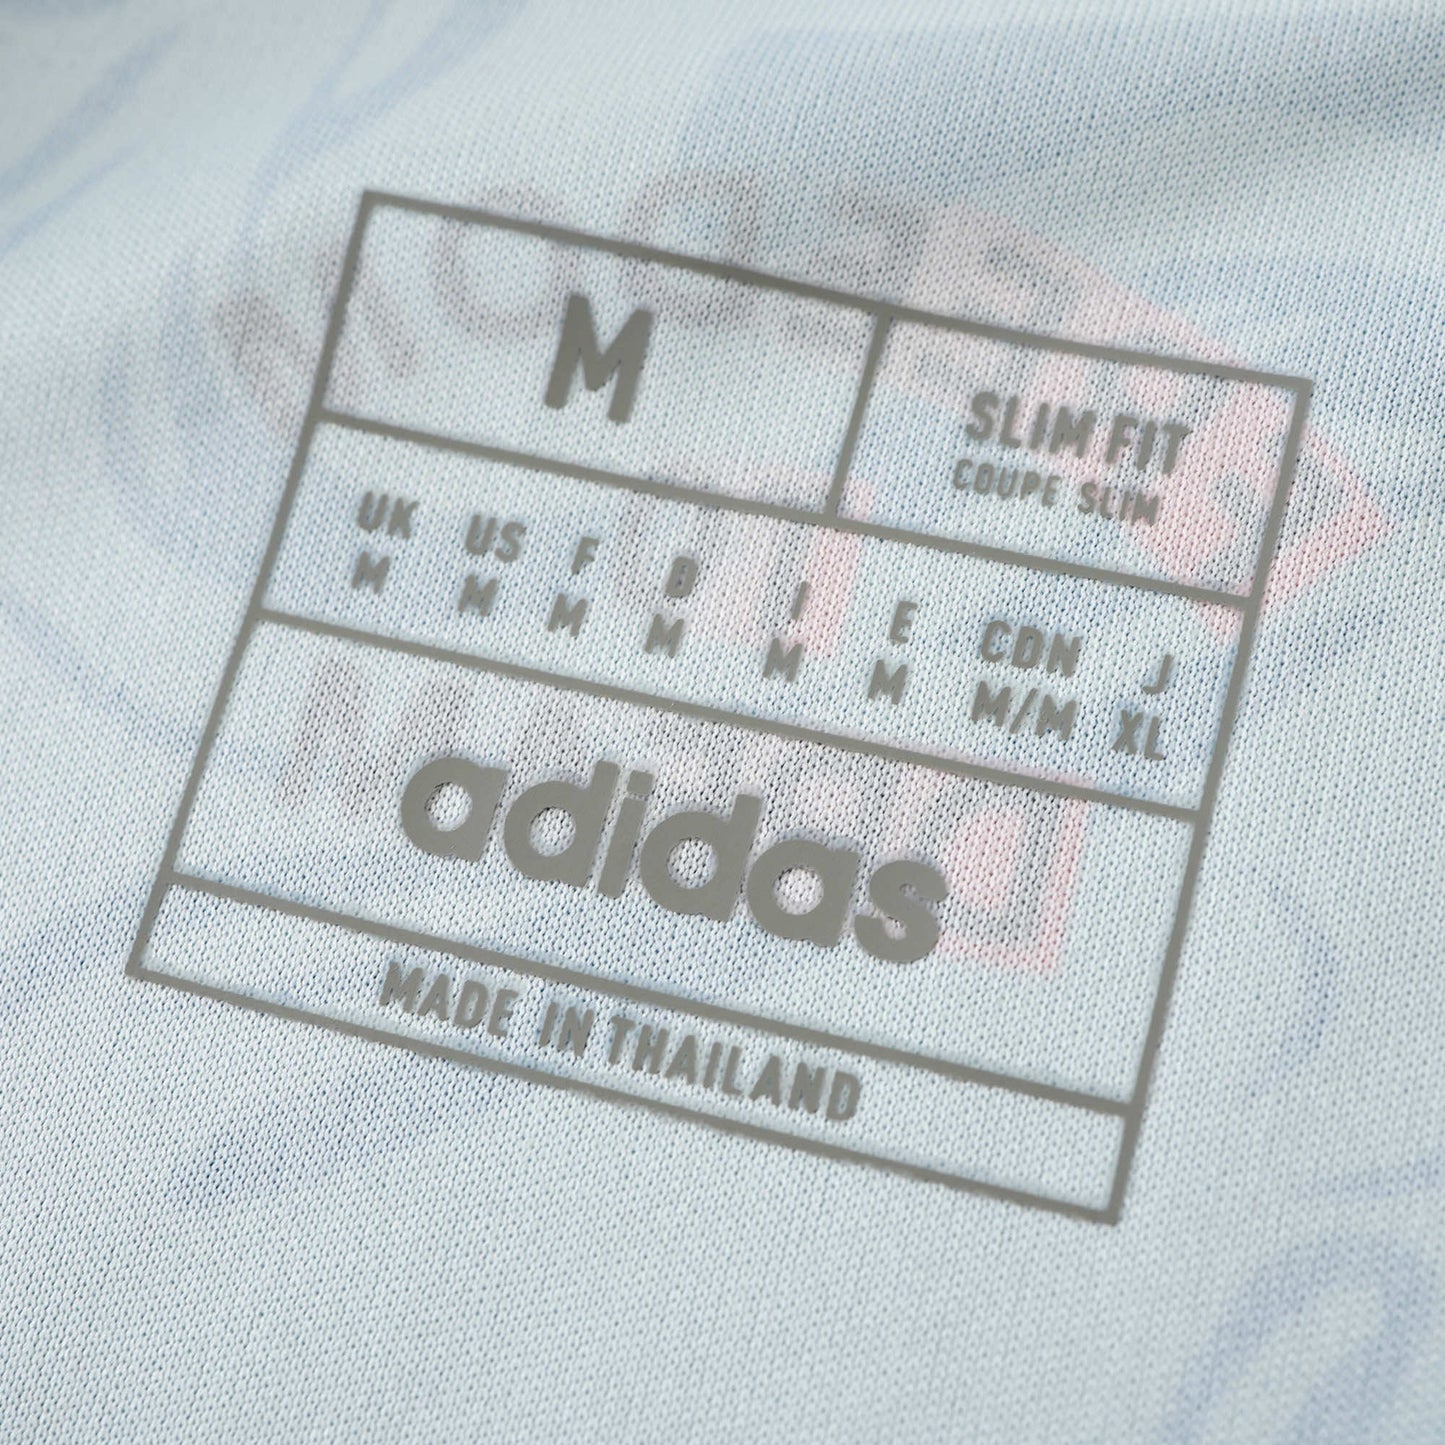 M
SLIM FIT
COUPE SLIM
UK US F D I E CDN J
M M M M M M M/M XL
adidas
MADE IN THAILAND